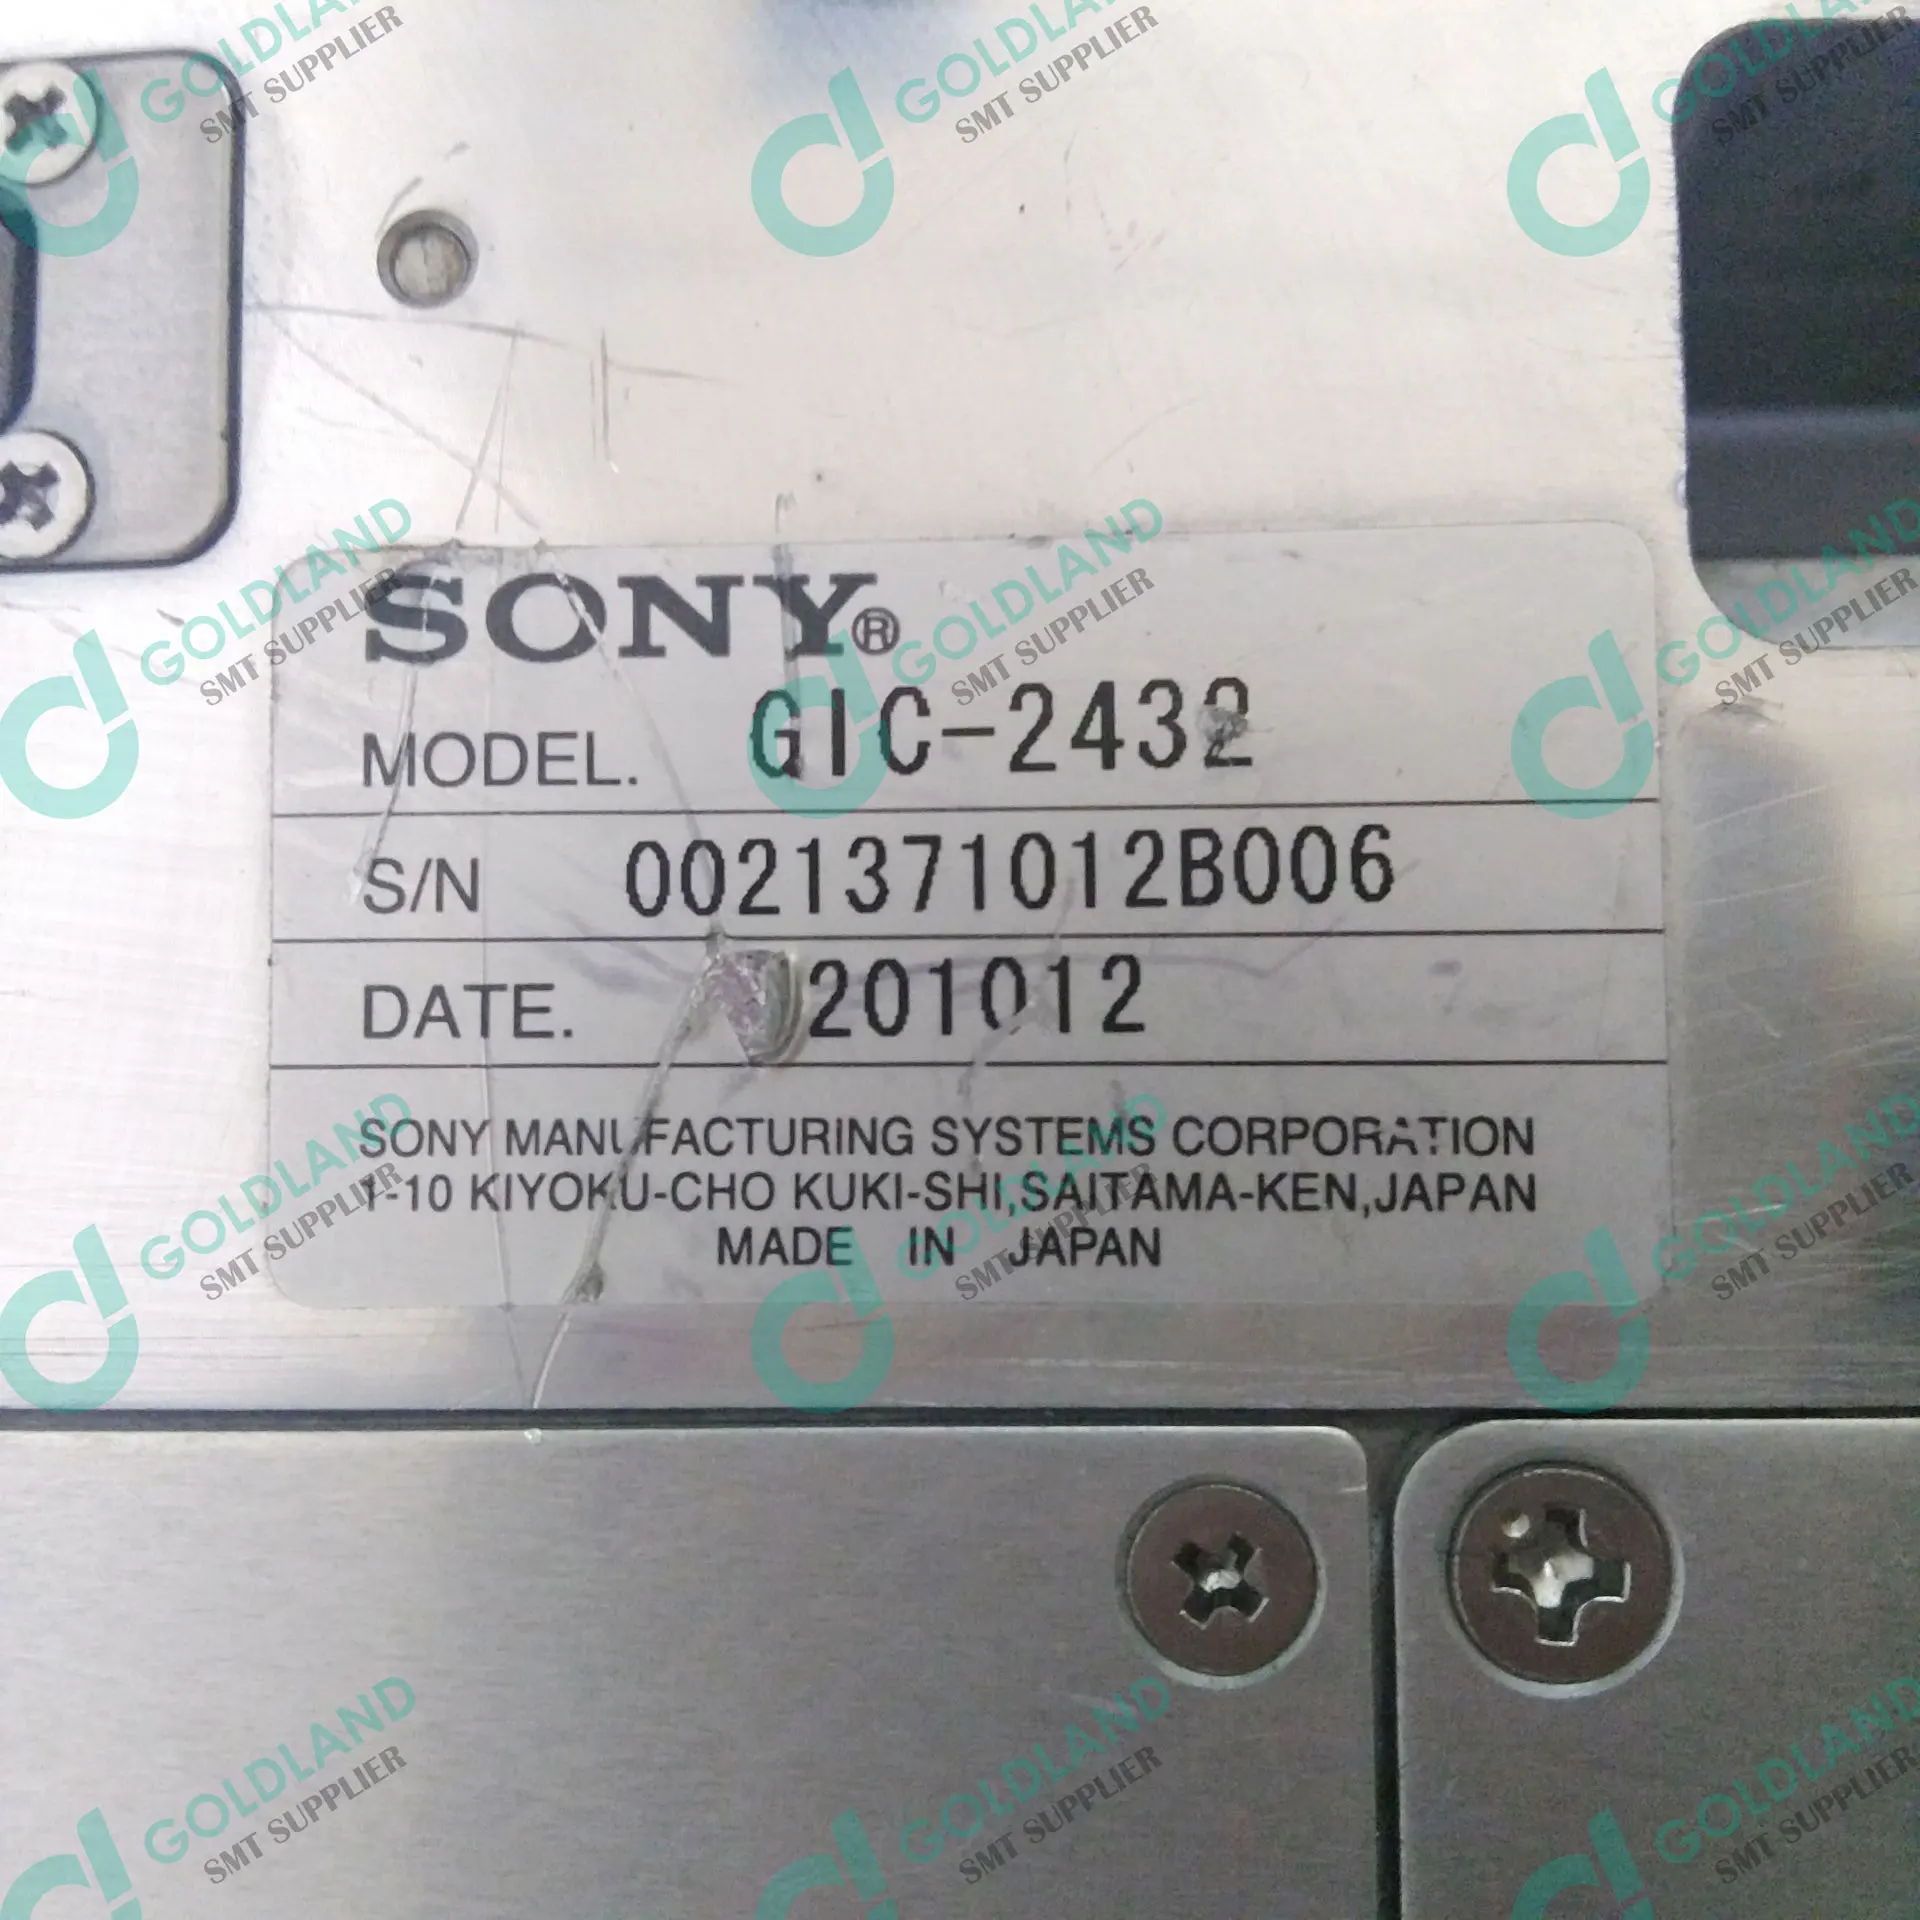 SONY®
MODEL. GIC-2432
S/N 0021371012B006
DATE. 201012
SONY MANUFACTURING SYSTEMS CORPORATION
1-10 KIYOKU-CHO KUKI-SHI,SAITAMA-KEN,JAPAN
MADE IN JAPAN
GOLDLAND
SMT SUPPLIER